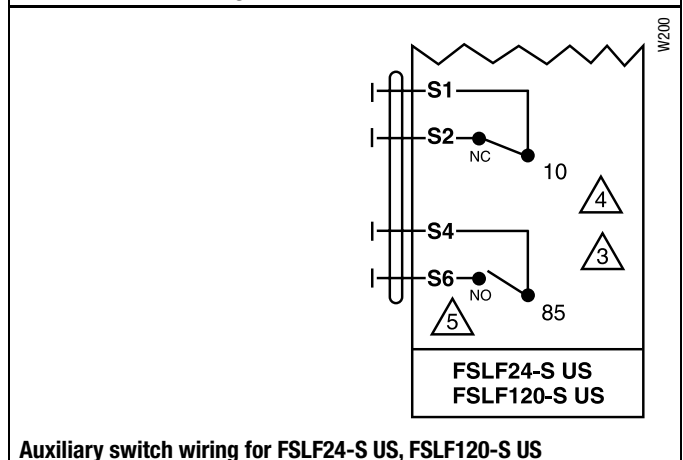 W200
S1
S2
NC
10
4
S4
3
S6
NO
85
5
FSLF24-S US
FSLF120-S US
Auxiliary switch wiring for FSLF24-S US, FSLF120-S US